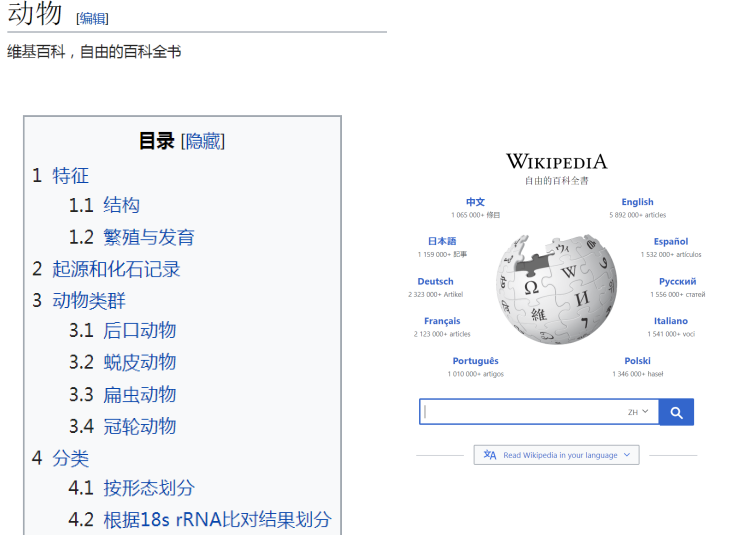 动物 [编辑]
维基百科，自由的百科全书
目录 [隐藏]
1 特征
1.1 结构
1.2 繁殖与发育
2 起源和化石记录
3 动物类群
3.1 后口动物
3.2 蜕皮动物
3.3 扁虫动物
3.4 冠轮动物
4 分类
4.1 按形态划分
4.2 根据18s rRNA比对结果划分
WIKIPEDIA
自由的百科全書
中文
1 065 000+ 條目
English
5 892 000+ articles
日本語
1 159 000+ 記事
Español
1 532 000+ artículos
Deutsch
2 323 000+ Artikel
Русский
1 556 000+ статей
Français
2 123 000+ articles
Italiano
1 541 000+ voci
Português
1 010 000+ artigos
Polski
1 346 000+ haseł
Ω
W
И
維
ZH
Read Wikipedia in your language